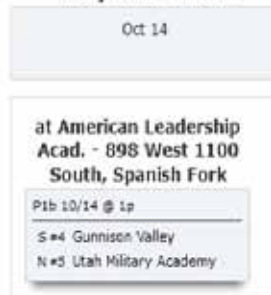 Oct 14
at American Leadership
Acad. - 898 West 1100
South, Spanish Fork
P1b 10/14 @ 1p
S #4 Gunnison Valley
N #5 Utah Military Academy